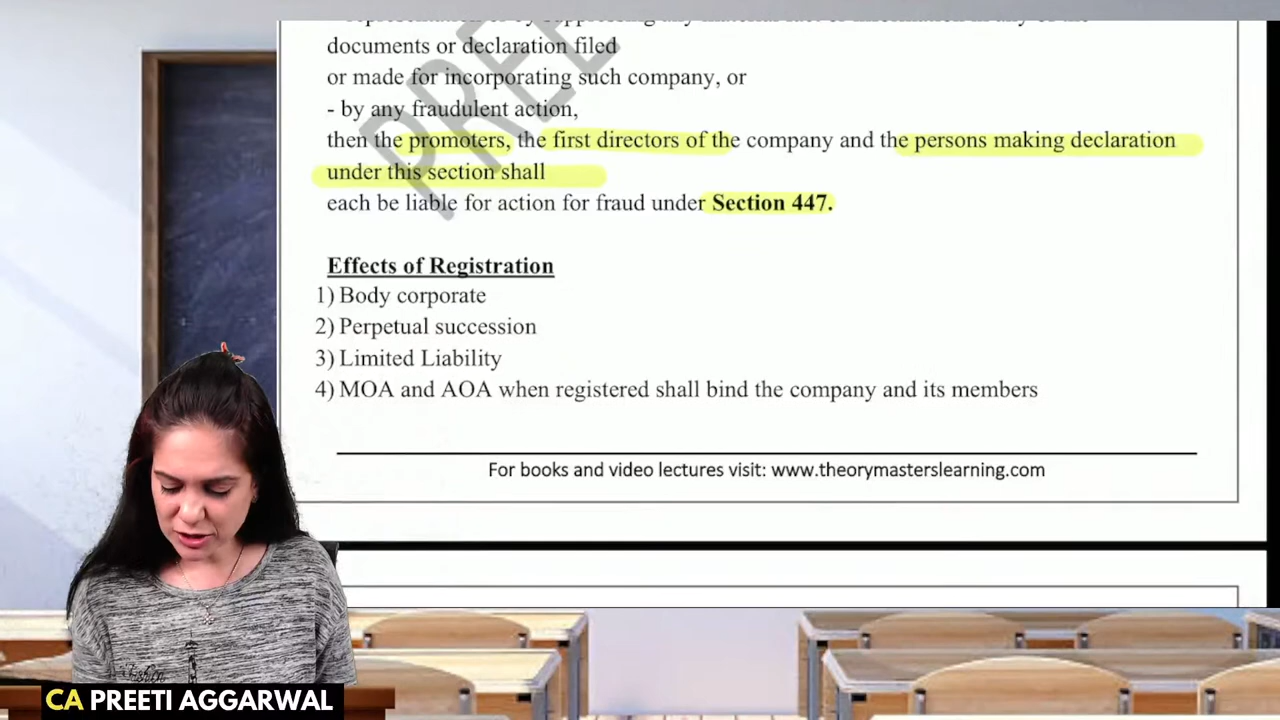 documents or declaration filed
or made for incorporating such company, or
- by any fraudulent action,
then the promoters, the first directors of the company and the persons making declaration
under this section shall
each be liable for action for fraud under Section 447.
Effects of Registration
1) Body corporate
2) Perpetual succession
3) Limited Liability
4) MOA and AOA when registered shall bind the company and its members
For books and video lectures visit: www.theorymasterslearning.com
CA PREETI AGGARWAL